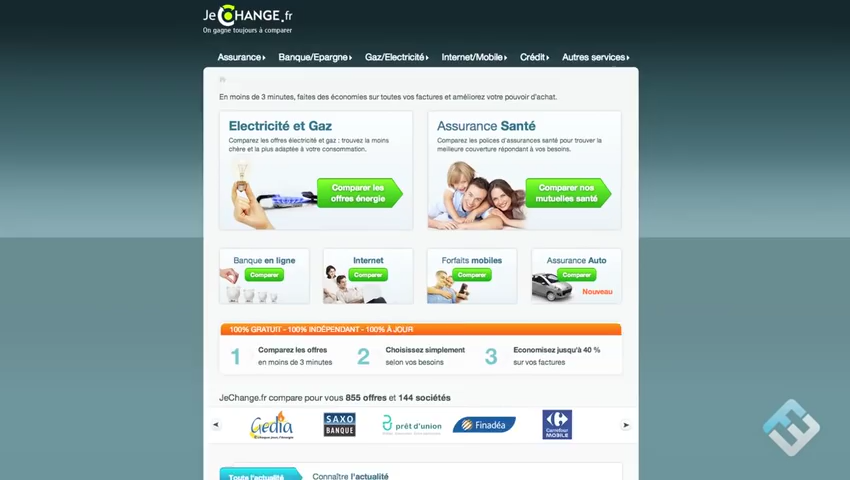 JeCHANGE.fr
On gagne toujours à comparer
Assurance Banque/Epargne Gaz/Electricité Internet/Mobile Crédit Autres services
En moins de 3 minutes, faites des économies sur toutes vos factures et améliorez votre pouvoir d'achat.
Electricité et Gaz
Comparez les offres électricité et gaz : trouvez la moins
chère et la plus adaptée à votre consommation.
Comparer les
offres énergie
Assurance Santé
Comparez les polices d'assurances santé pour trouver la
meilleure couverture répondant à vos besoins.
Comparer nos
mutuelles santé
Banque en ligne
Comparer
Internet
Comparer
Forfaits mobiles
Comparer
Assurance Auto
Comparer
Nouveau
100% GRATUIT - 100% INDÉPENDANT - 100% À JOUR
1 Comparez les offres
en moins de 3 minutes
2 Choisissez simplement
selon vos besoins
3 Economisez jusqu'à 40 %
sur vos factures
JeChange.fr compare pour vous 855 offres et 144 sociétés
Gedia
SAXO
BANQUE
prêt d'union
Finadéa
Carrefour
MOBILE
Toute l'actualité
Connaître l'actualité